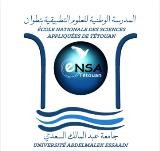 المدرسة الوطنية للعلوم التطبيقية بتطوان
ÉCOLE NATIONALE DES SCIENCES
APPLIQUÉES DE TÉTOUAN
ENSA
Tétouan
جامعة عبد المالك السعدي
UNIVERSITÉ ABDELMALEK ESSAADI